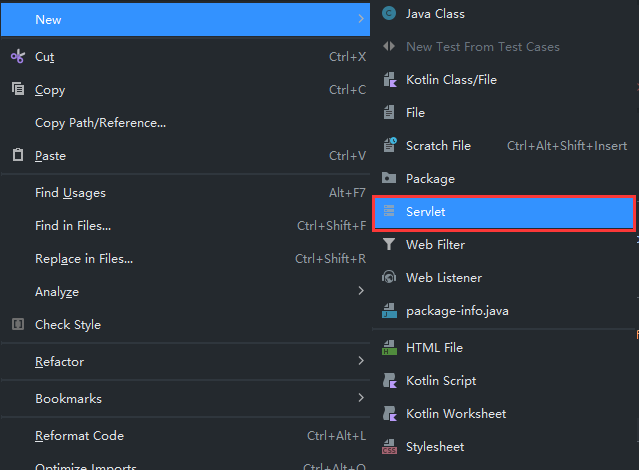 New
Cut Ctrl+X
Copy Ctrl+C
Copy Path/Reference...
Paste Ctrl+V
Find Usages Alt+F7
Find in Files... Ctrl+Shift+F
Replace in Files... Ctrl+Shift+R
Analyze
Check Style
Refactor
Bookmarks
Reformat Code Ctrl+Alt+L
Optimize Imports Ctrl+Alt+O
Java Class
New Test From Test Cases
Kotlin Class/File
File
Scratch File Ctrl+Alt+Shift+Insert
Package
Servlet
Web Filter
Web Listener
package-info.java
HTML File
Kotlin Script
Kotlin Worksheet
Stylesheet